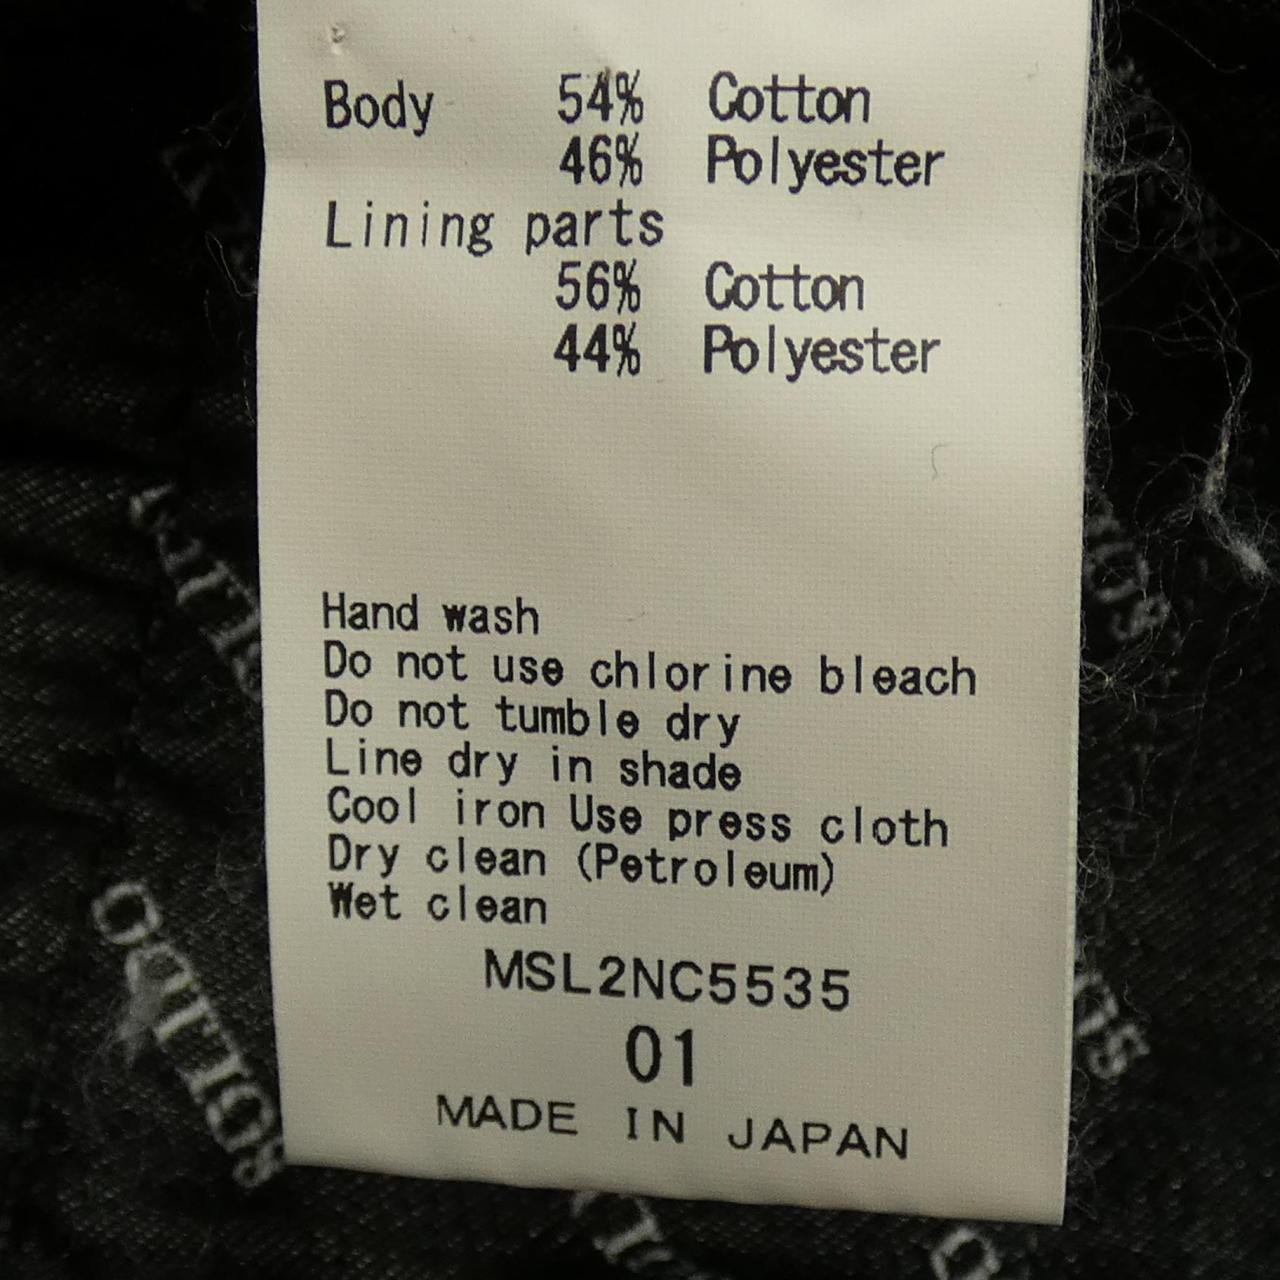 Body 54% Cotton
46% Polyester
Lining parts
56% Cotton
44% Polyester
Hand wash
Do not use chlorine bleach
Do not tumble dry
Line dry in shade
Cool iron Use press cloth
Dry clean (Petroleum)
Wet clean
MSL2NC5535
01
MADE IN JAPAN